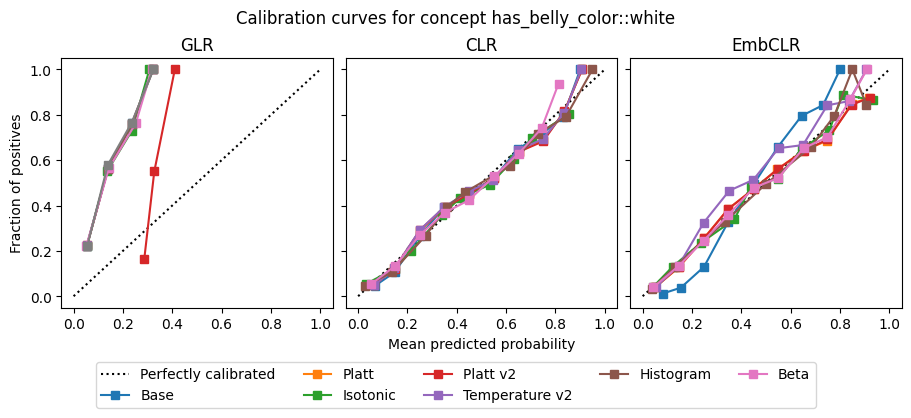 Calibration curves for concept has_belly_color::white
GLR
CLR
EmbCLR
Fraction of positives
1.0
0.8
0.6
0.4
0.2
0.0
0.0 0.2 0.4 0.6 0.8 1.0
0.0 0.2 0.4 0.6 0.8 1.0
0.0 0.2 0.4 0.6 0.8 1.0
Mean predicted probability
Perfectly calibrated
Base
Platt
Isotonic
Platt v2
Temperature v2
Histogram
Beta